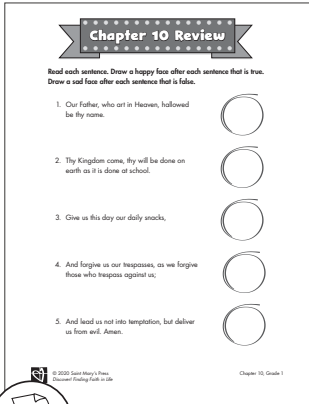 Chapter 10 Review
Read each sentence. Draw a happy face after each sentence that is true.
Draw a sad face after each sentence that is false.
1. Our Father, who art in Heaven, hallowed
be thy name.
2. Thy Kingdom come, thy will be done on
earth as it is done at school.
3. Give us this day our daily snacks,
4. And forgive us our trespasses, as we forgive
those who trespass against us;
5. And lead us not into temptation, but deliver
us from evil. Amen.
© 2020 Saint Mary's Press
Discover! Finding Faith in Life
Chapter 10, Grade 1